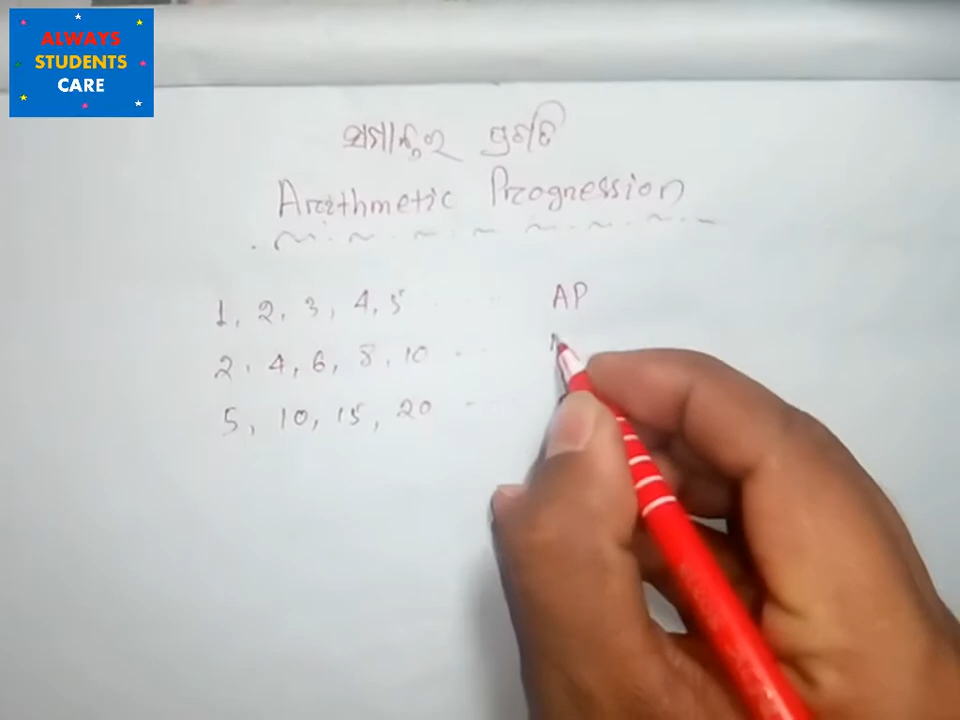 ALWAYS
STUDENTS
CARE
ସମାନ୍ତର ପ୍ରଗତି
Arithmetic Progression
1, 2, 3, 4, 5 .... AP
2, 4, 6, 8, 10 ...
5, 10, 15, 20 ...